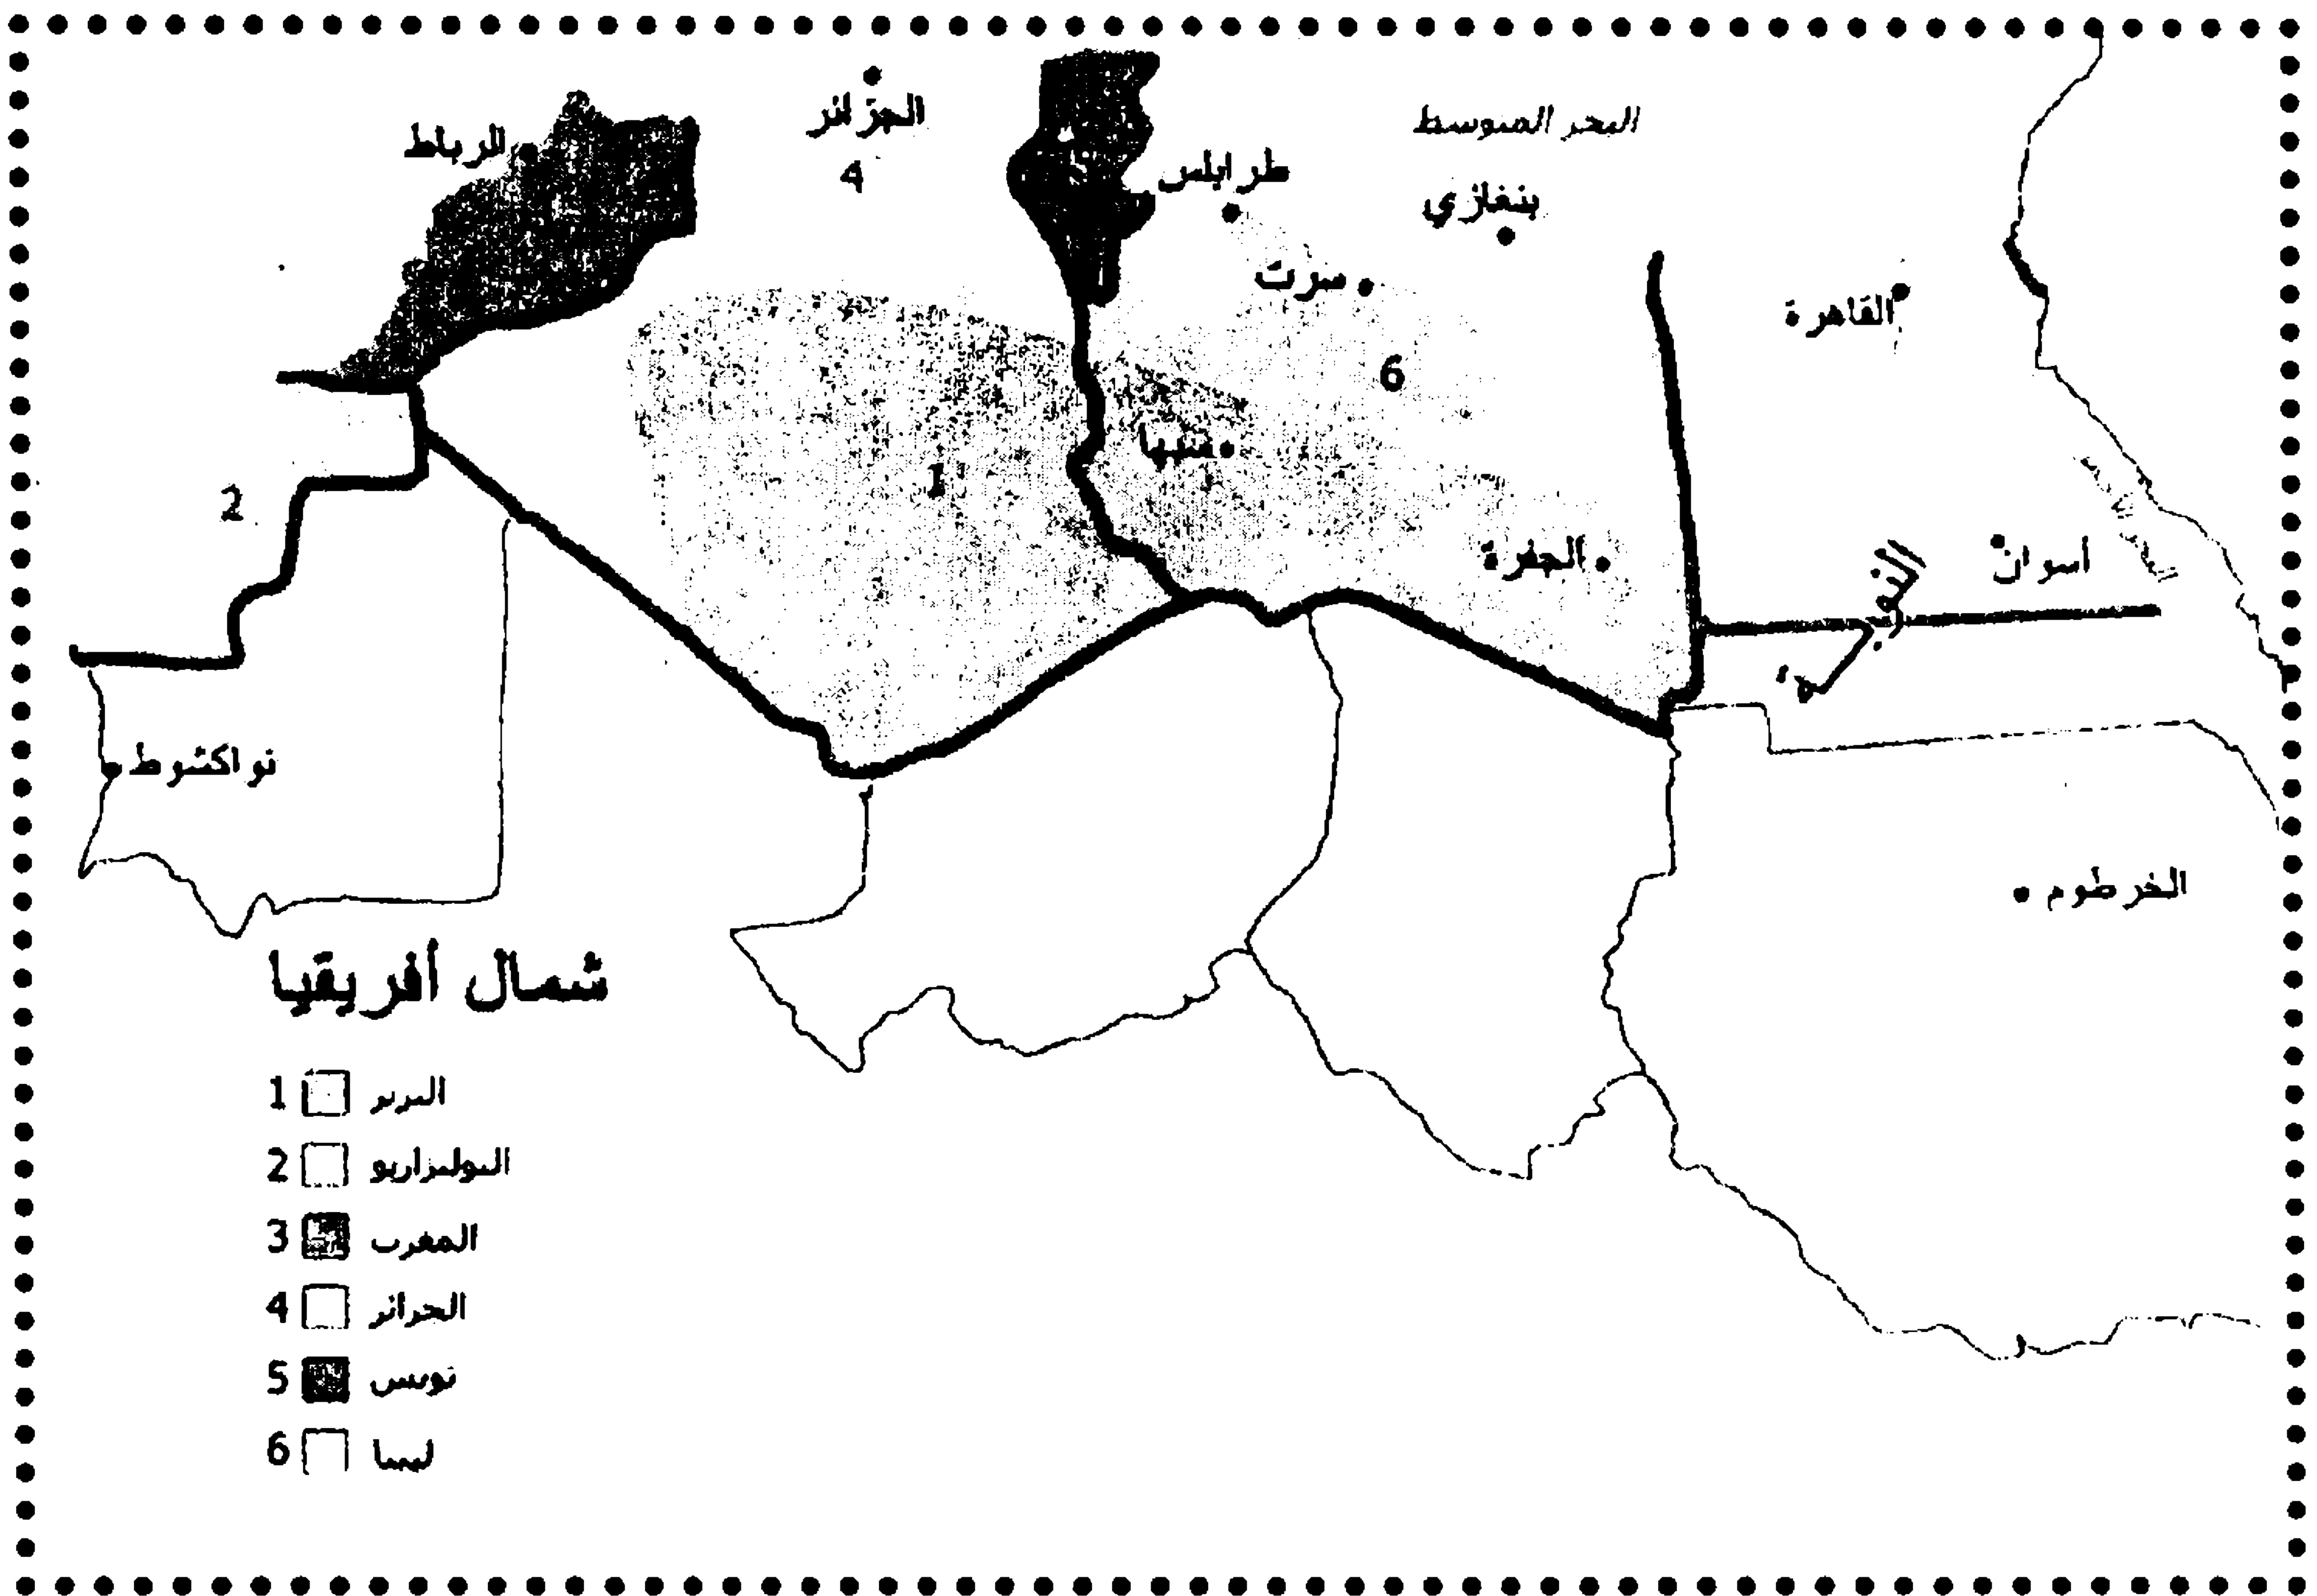 الجزائر
الرباط
البحر المتوسط
4
طرابلس
بنغازي
سرت
القاهرة
6
سبها
1
2
الجفرة
أسوان
النوبة
نواكشوط
الخرطوم
شمال أفريقيا
1 البربر
2 البوليزاريو
3 المغرب
4 الجزائر
5 تونس
6 ليبيا